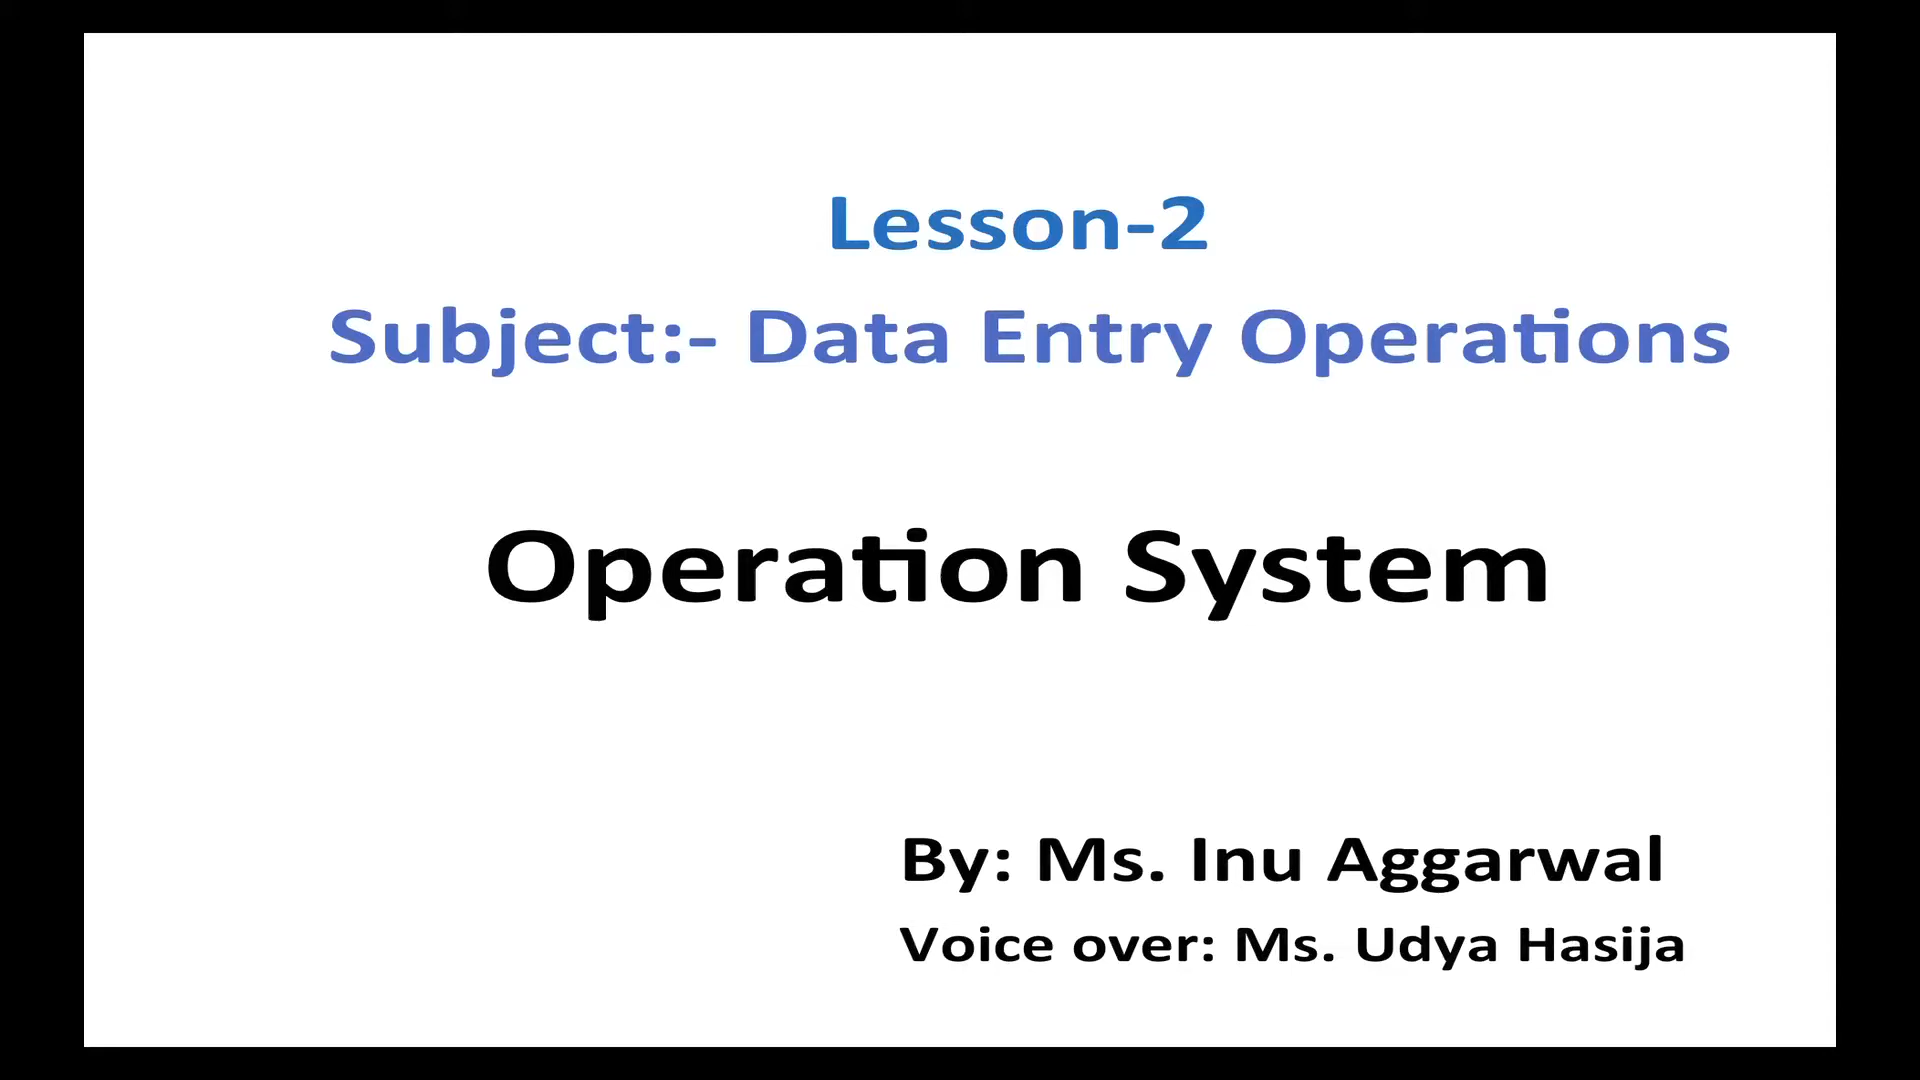 Lesson-2
Subject:- Data Entry Operations
Operation System
By: Ms. Inu Aggarwal
Voice over: Ms. Udya Hasija